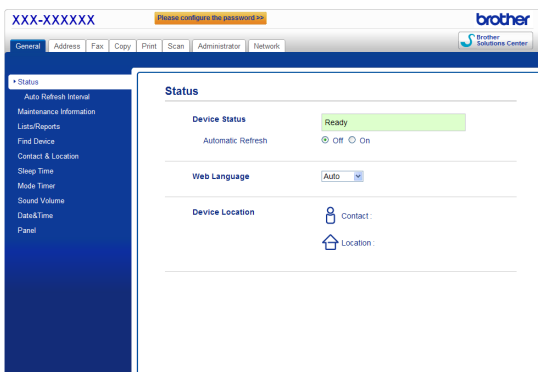 XXX-XXXXXX
Please configure the password >>
brother
General Address Fax Copy Print Scan Administrator Network
Brother
Solutions Center
Status
Auto Refresh Interval
Maintenance Information
Lists/Reports
Find Device
Contact & Location
Sleep Time
Mode Timer
Sound Volume
Date&Time
Panel
Status
Device Status
Ready
Automatic Refresh
Off On
Web Language
Auto
Device Location
Contact :
Location :